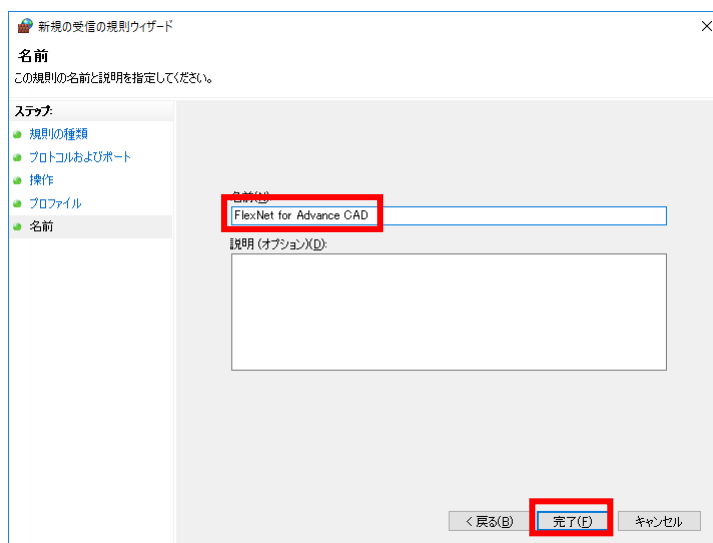 新規の受信の規則ウィザード
名前
この規則の名前と説明を指定してください。
ステップ:
規則の種類
プロトコルおよびポート
操作
プロファイル
名前
名前(N):
FlexNet for Advance CAD
説明 (オプション)(D):
< 戻る(B)
完了(F)
キャンセル